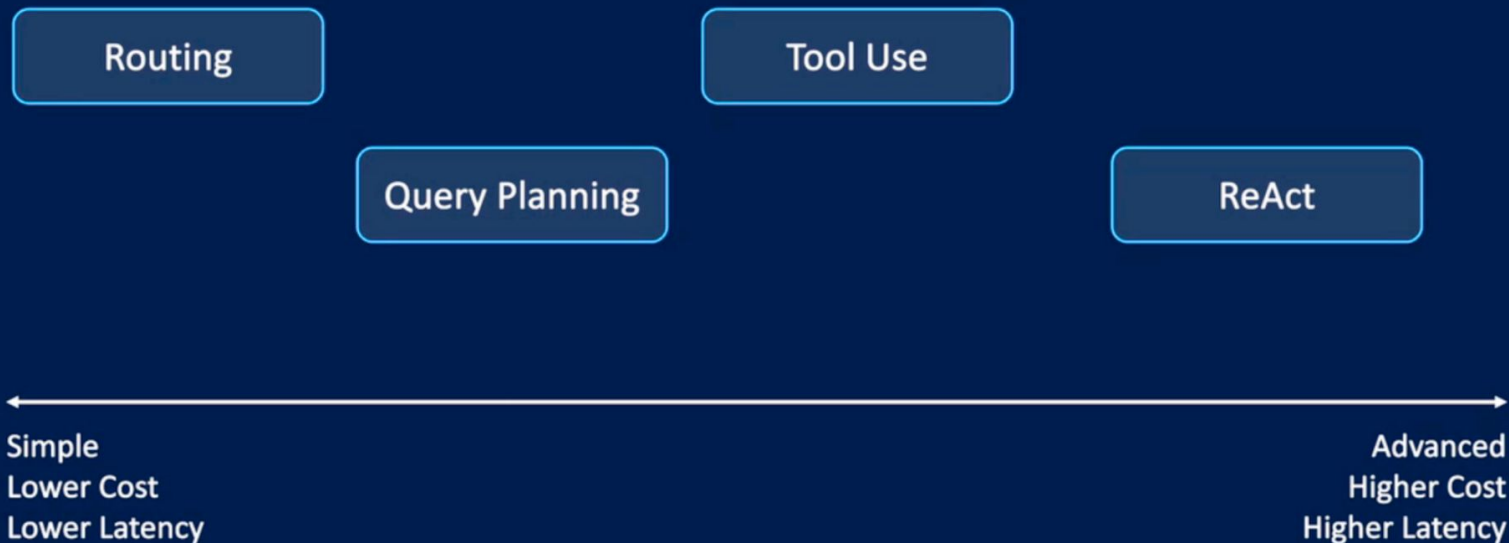 Routing
Tool Use
Query Planning
ReAct
Simple
Advanced
Lower Cost
Higher Cost
Lower Latency
Higher Latency